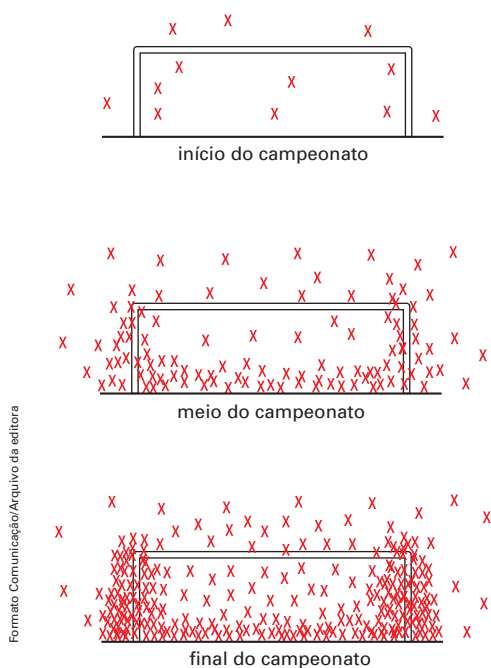 início do campeonato
meio do campeonato
final do campeonato
Formato Comunicação/Arquivo da editora